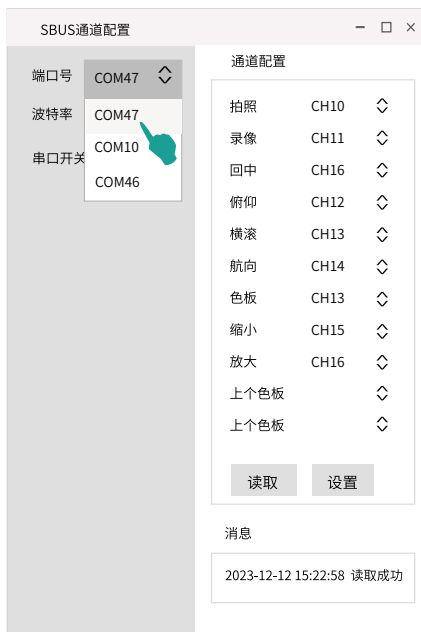 SBUS通道配置
端口号 COM47
COM47
COM10
COM46
波特率
串口开关
通道配置
拍照 CH10
录像 CH11
回中 CH16
俯仰 CH12
横滚 CH13
航向 CH14
色板 CH13
缩小 CH15
放大 CH16
上个色板
上个色板
读取 设置
消息
2023-12-12 15:22:58 读取成功